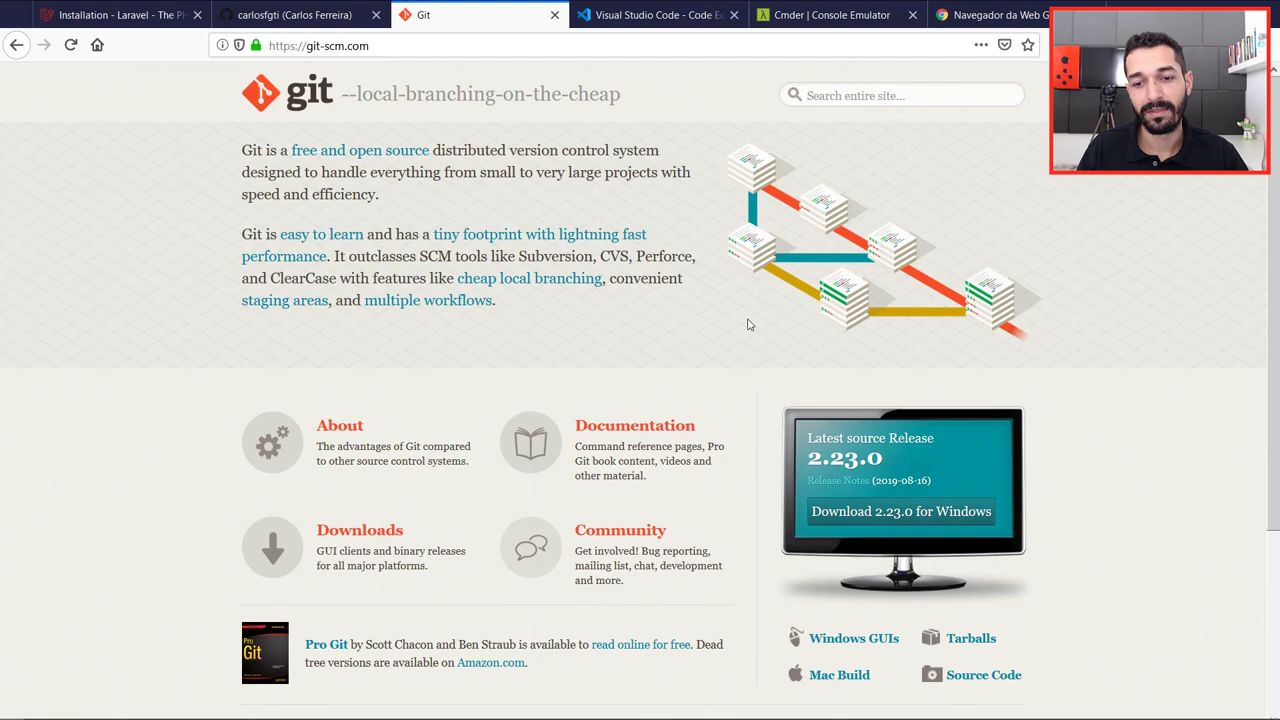 Installation - Laravel - The PH
carlosfgti (Carlos Ferreira)
Git
Visual Studio Code - Code Ed
Cmder | Console Emulator
Navegador da Web G
https://git-scm.com
git --local-branching-on-the-cheap
Search entire site...
Git is a free and open source distributed version control system
designed to handle everything from small to very large projects with
speed and efficiency.
Git is easy to learn and has a tiny footprint with lightning fast
performance. It outclasses SCM tools like Subversion, CVS, Perforce,
and ClearCase with features like cheap local branching, convenient
staging areas, and multiple workflows.
About
The advantages of Git compared
to other source control systems.
Documentation
Command reference pages, Pro
Git book content, videos and
other material.
Downloads
GUI clients and binary releases
for all major platforms.
Community
Get involved! Bug reporting,
mailing list, chat, development
and more.
Latest source Release
2.23.0
Release Notes (2019-08-16)
Download 2.23.0 for Windows
Windows GUIs
Tarballs
Mac Build
Source Code
Pro
Git
Pro Git by Scott Chacon and Ben Straub is available to read online for free. Dead
tree versions are available on Amazon.com.